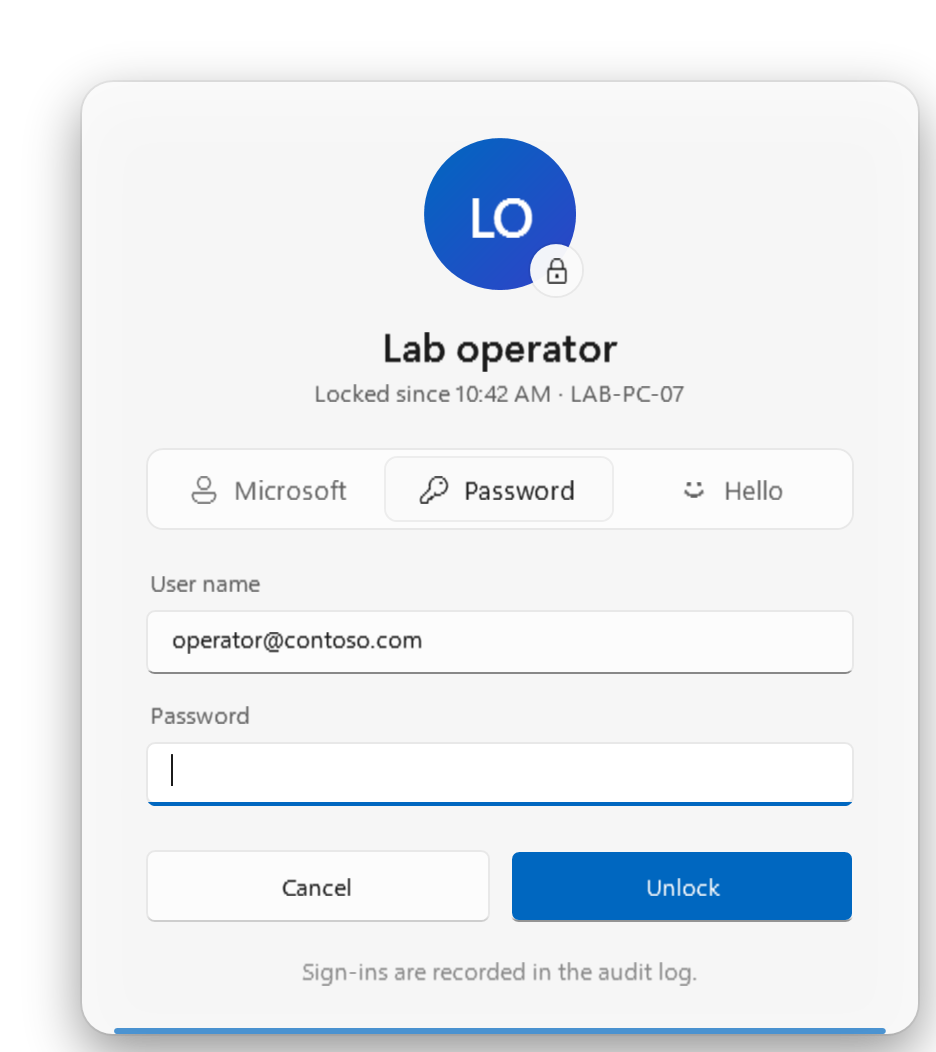 LO
Lab operator
Locked since 10:42 AM · LAB-PC-07
Microsoft Password Hello
User name
operator@contoso.com
Password
Cancel Unlock
Sign-ins are recorded in the audit log.